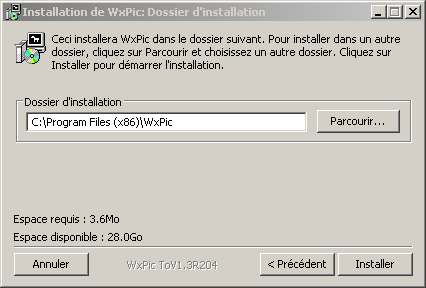 Installation de WxPic: Dossier d'installation
Ceci installera WxPic dans le dossier suivant. Pour installer dans un autre
dossier, cliquez sur Parcourir et choisissez un autre dossier. Cliquez sur
Installer pour démarrer l'installation.
Dossier d'installation
C:\Program Files (x86)\WxPic
Parcourir...
Espace requis : 3.6Mo
Espace disponible : 28.0Go
Annuler
WxPic ToV1.3R204
< Précédent
Installer